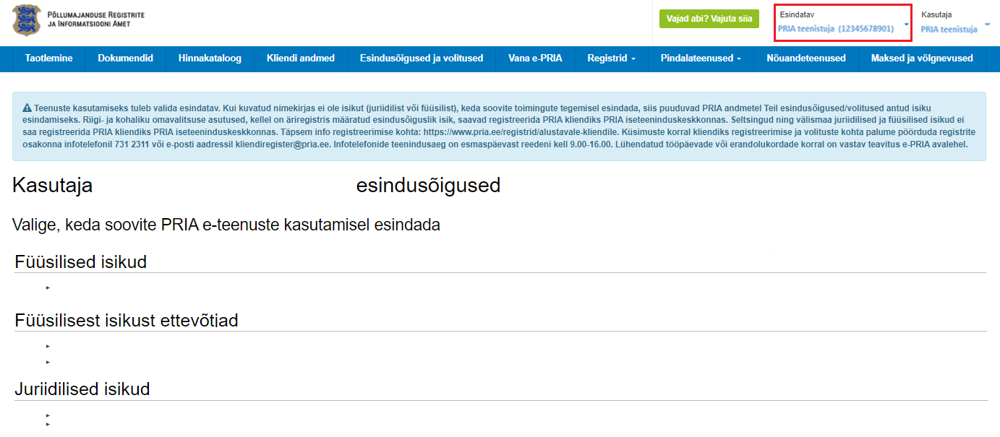 PÕLLUMAJANDUSE REGISTRITE
JA INFORMATSIOONI AMET
Vajad abi? Vajuta siia
Esindatav
PRIA teenistuja (12345678901)
Kasutaja
PRIA teenistuja
Taotlemine Dokumendid Hinnakataloog Kliendi andmed Esindusõigused ja volitused Vana e-PRIA Registrid Pindalateenused Nõuandeteenused Maksed ja võlgnevused
Teenuste kasutamiseks tuleb valida esindatav. Kui kuvatud nimekirjas ei ole isikut (juriidilist või füüsilist), keda soovite toimingute tegemisel esindada, siis puuduvad PRIA andmetel Teil esindusõigused/volitused antud isiku
esindamiseks. Riigi- ja kohaliku omavalitsuse asutused, kellel on äriregistris määratud esindusõiguslik isik, saavad registreerida PRIA kliendiks PRIA iseteeninduskeskkonnas. Seltsingud ning välismaa juriidilised ja füüsilised isikud ei
saa registreerida PRIA kliendiks PRIA iseteeninduskeskkonnas. Täpsem info registreerimise kohta: https://www.pria.ee/registrid/alustavale-kliendile. Küsimuste korral kliendiks registreerimise ja volituste kohta palume pöörduda registrite
osakonna infotelefonil 731 2311 või e-posti aadressil kliendiregister@pria.ee. Infotelefonide teenindusaeg on esmaspäevast reedeni kell 9.00-16.00. Lühendatud tööpäevade või erandolukordade korral on vastav teavitus e-PRIA avalehel.
Kasutaja esindusõigused
Valige, keda soovite PRIA e-teenuste kasutamisel esindada
Füüsilised isikud
Füüsilisest isikust ettevõtjad
Juriidilised isikud